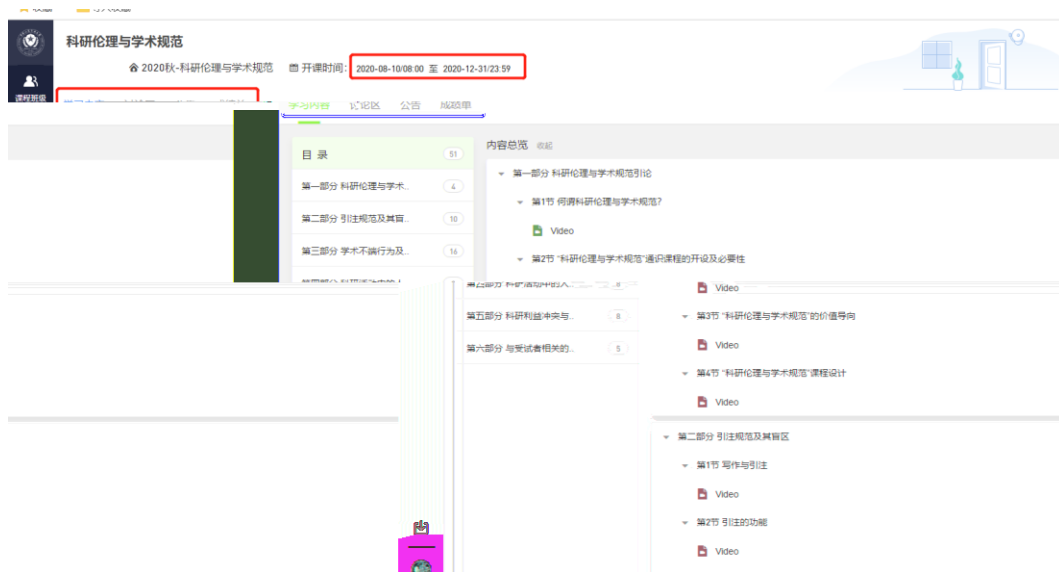 科研伦理与学术规范
2020秋-科研伦理与学术规范 开课时间: 2020-08-10/08:00 至 2020-12-31/23:59
课程班级
学习内容 讨论区 公告 成绩单
目 录 51
内容总览 收起
第一部分 科研伦理与学术规范引论
第一部分 科研伦理与学术.. 4
第1节 何谓科研伦理与学术规范?
第二部分 引注规范及其盲.. 10
Video
第三部分 学术不端行为及.. 16
第2节 “科研伦理与学术规范”通识课程的开设及必要性
第四部分 科研活动中的人.. 8
Video
第五部分 科研利益冲突与.. 8
第3节 “科研伦理与学术规范”的价值导向
第六部分 与受试者相关的.. 5
Video
第4节 “科研伦理与学术规范”课程设计
Video
第二部分 引注规范及其盲区
第1节 写作与引注
Video
第2节 引注的功能
Video